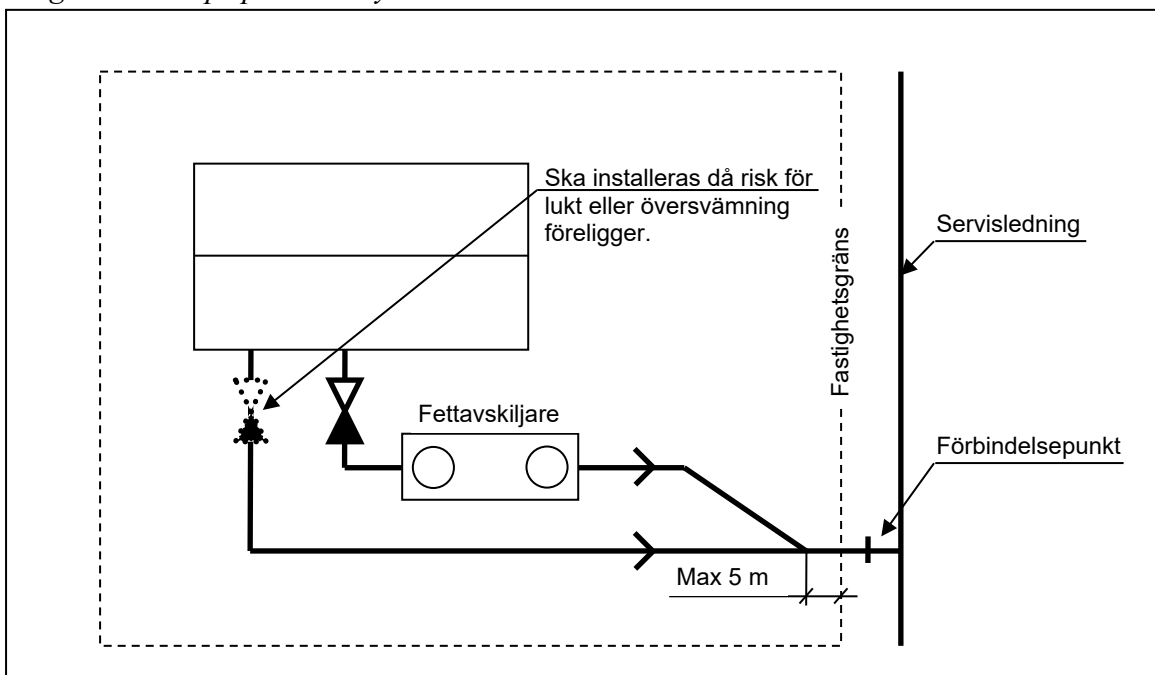 Ska installeras då risk för
lukt eller översvämning
föreligger.
Servisledning
Fastighetsgräns
Fettavskiljare
Förbindelsepunkt
Max 5 m